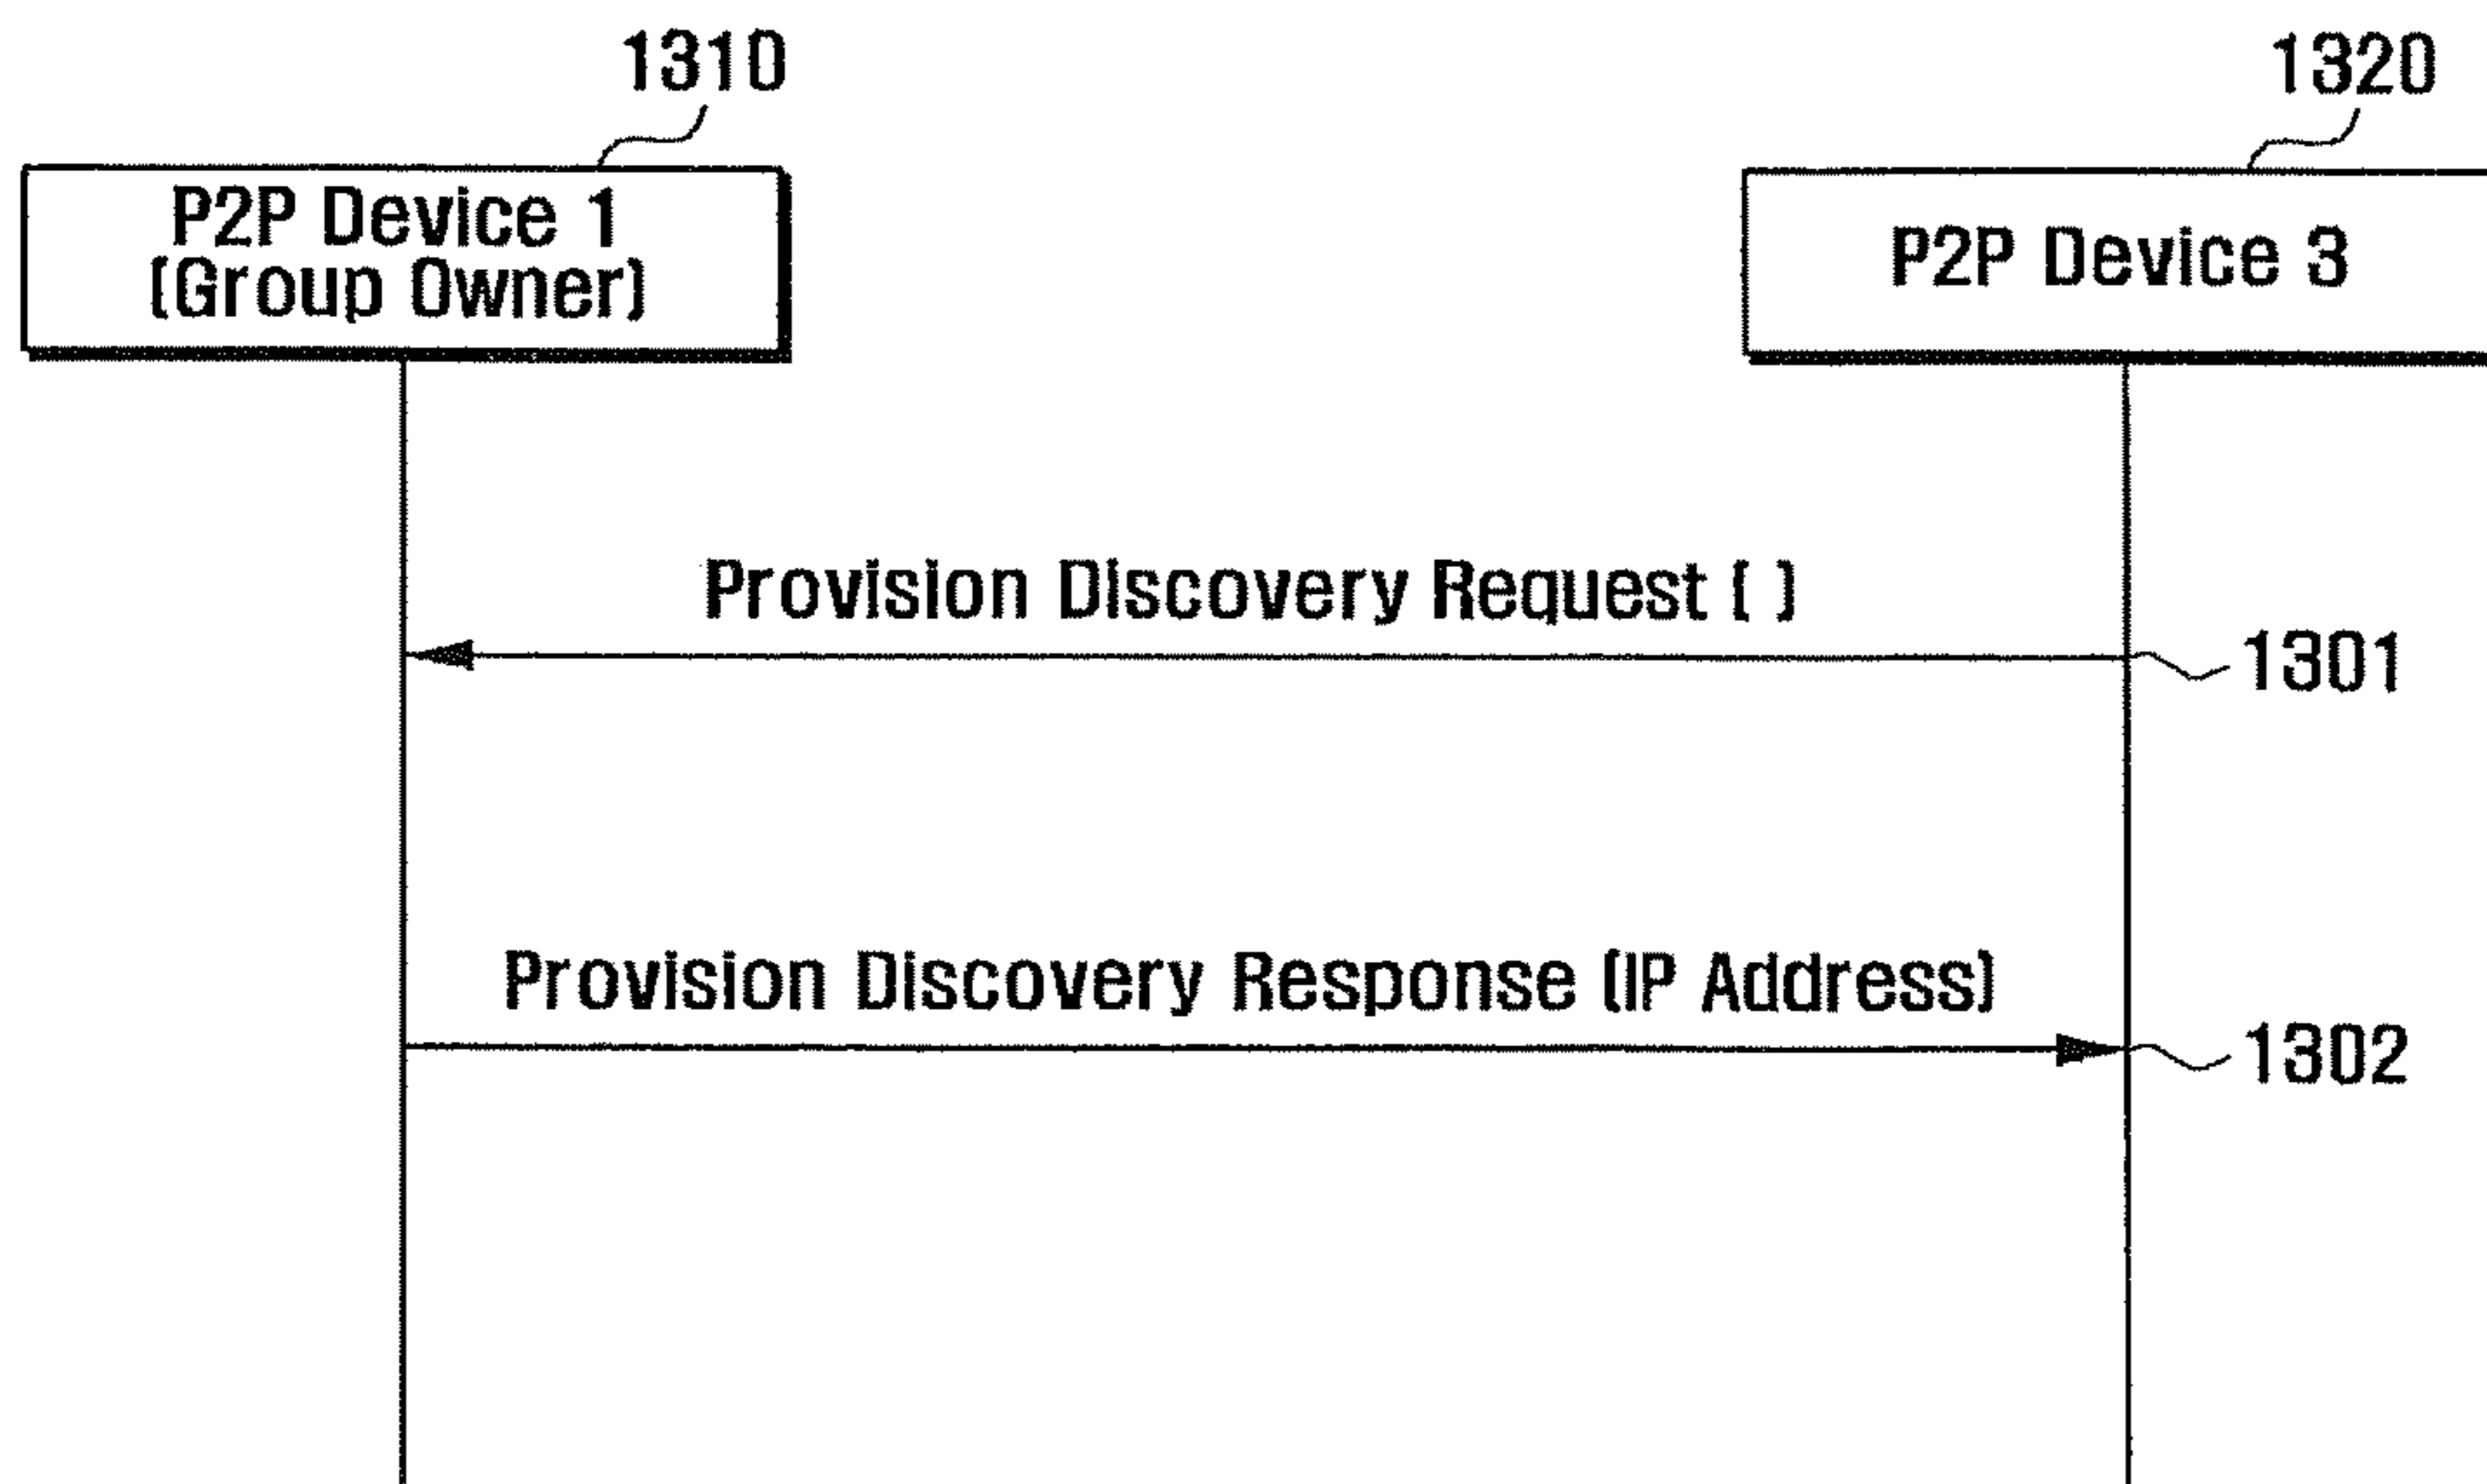 1310
1320
P2P Device 1
(Group Owner)
P2P Device 3
Provision Discovery Request ( )
1301
Provision Discovery Response (IP Address)
1302